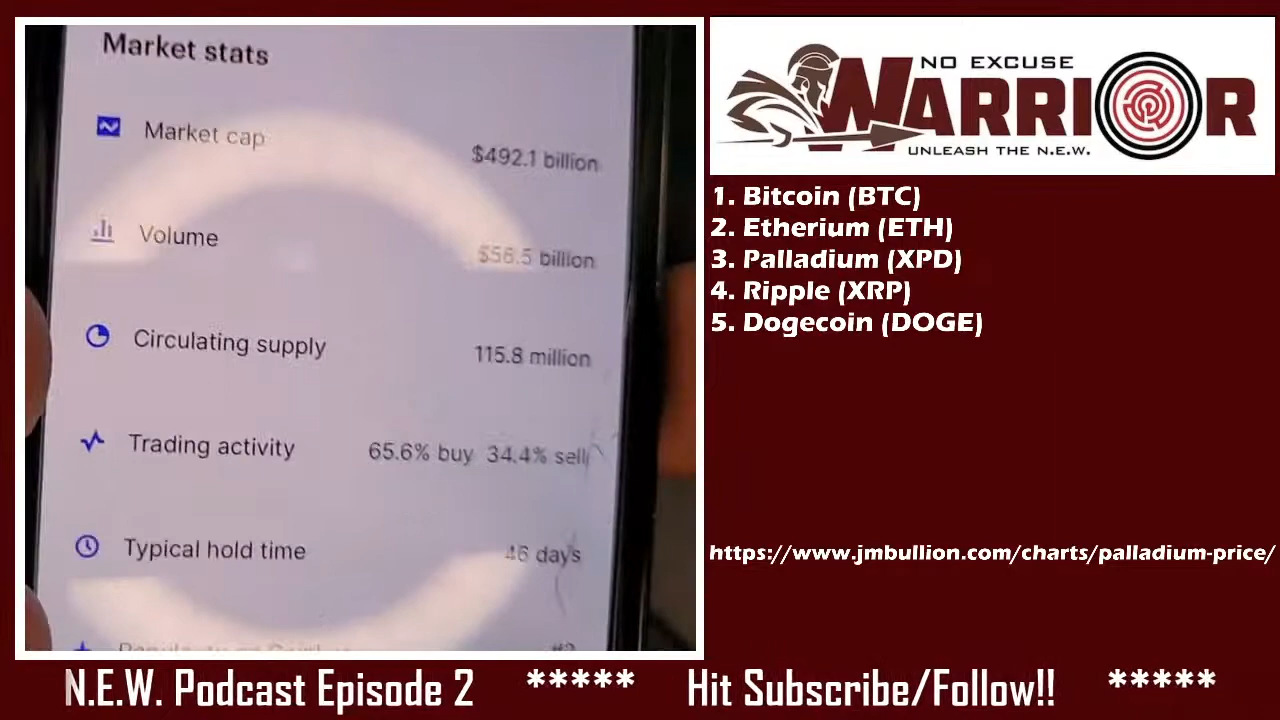 Market stats
Market cap
$492.1 billion
Volume
$56.5 billion
Circulating supply
115.8 million
Trading activity
65.6% buy 34.4% sell
Typical hold time
46 days
NO EXCUSE
WARRIOR
UNLEASH THE N.E.W.
1. Bitcoin (BTC)
2. Etherium (ETH)
3. Palladium (XPD)
4. Ripple (XRP)
5. Dogecoin (DOGE)
https://www.jmbullion.com/charts/palladium-price/
N.E.W. Podcast Episode 2 ***** Hit Subscribe/Follow!! *****